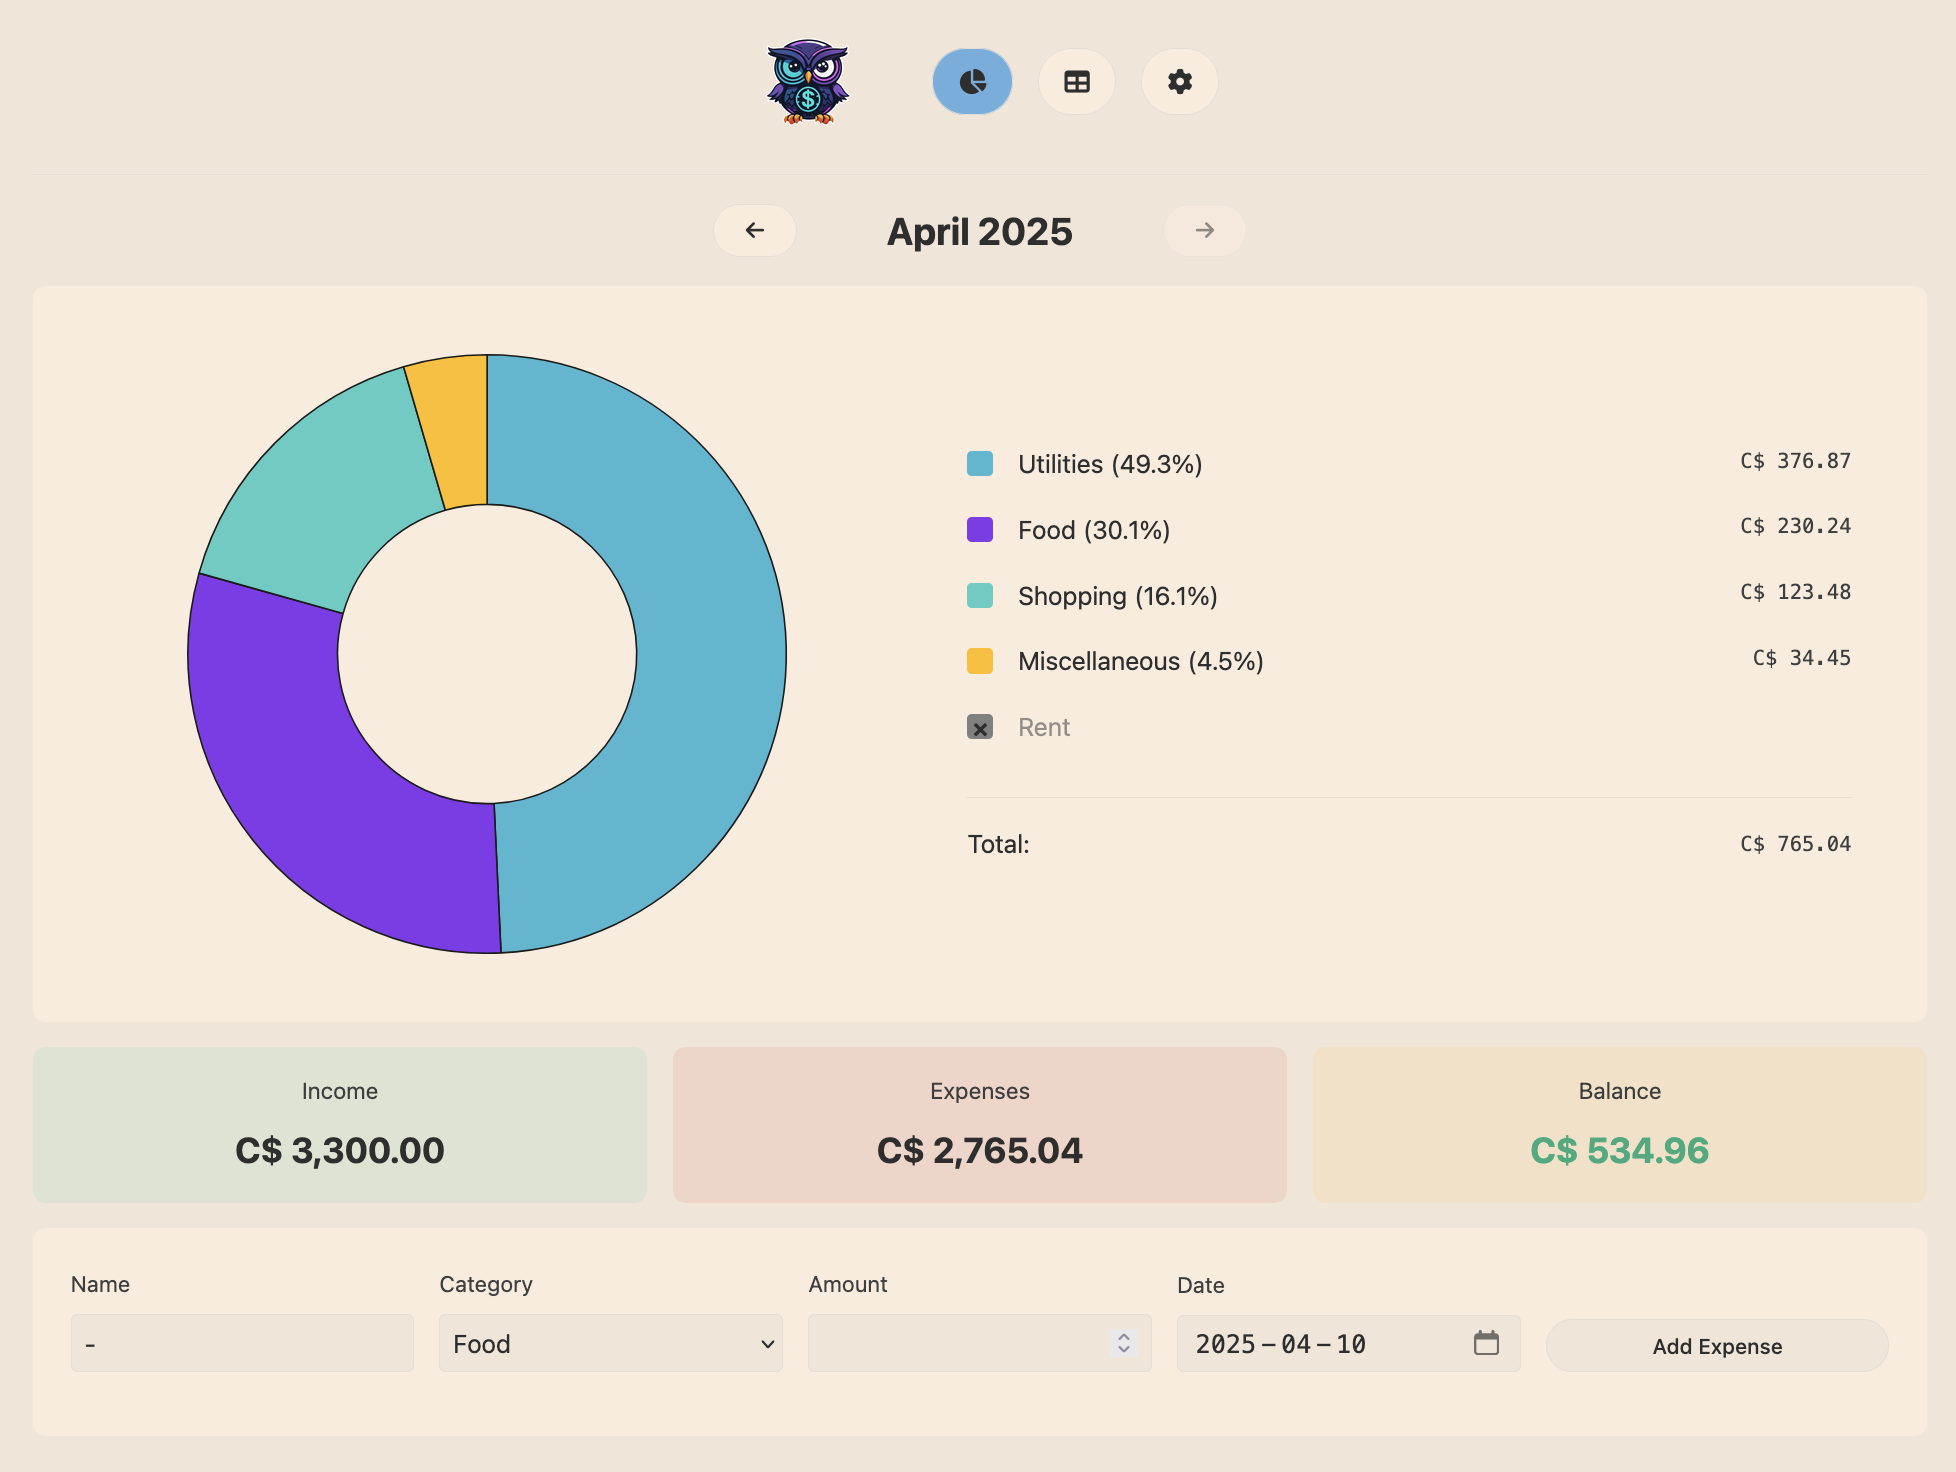 $
April 2025
Utilities (49.3%) C$ 376.87
Food (30.1%) C$ 230.24
Shopping (16.1%) C$ 123.48
Miscellaneous (4.5%) C$ 34.45
Rent
Total: C$ 765.04
Income
C$ 3,300.00
Expenses
C$ 2,765.04
Balance
C$ 534.96
Name
-
Category
Food
Amount
Date
2025-04-10
Add Expense